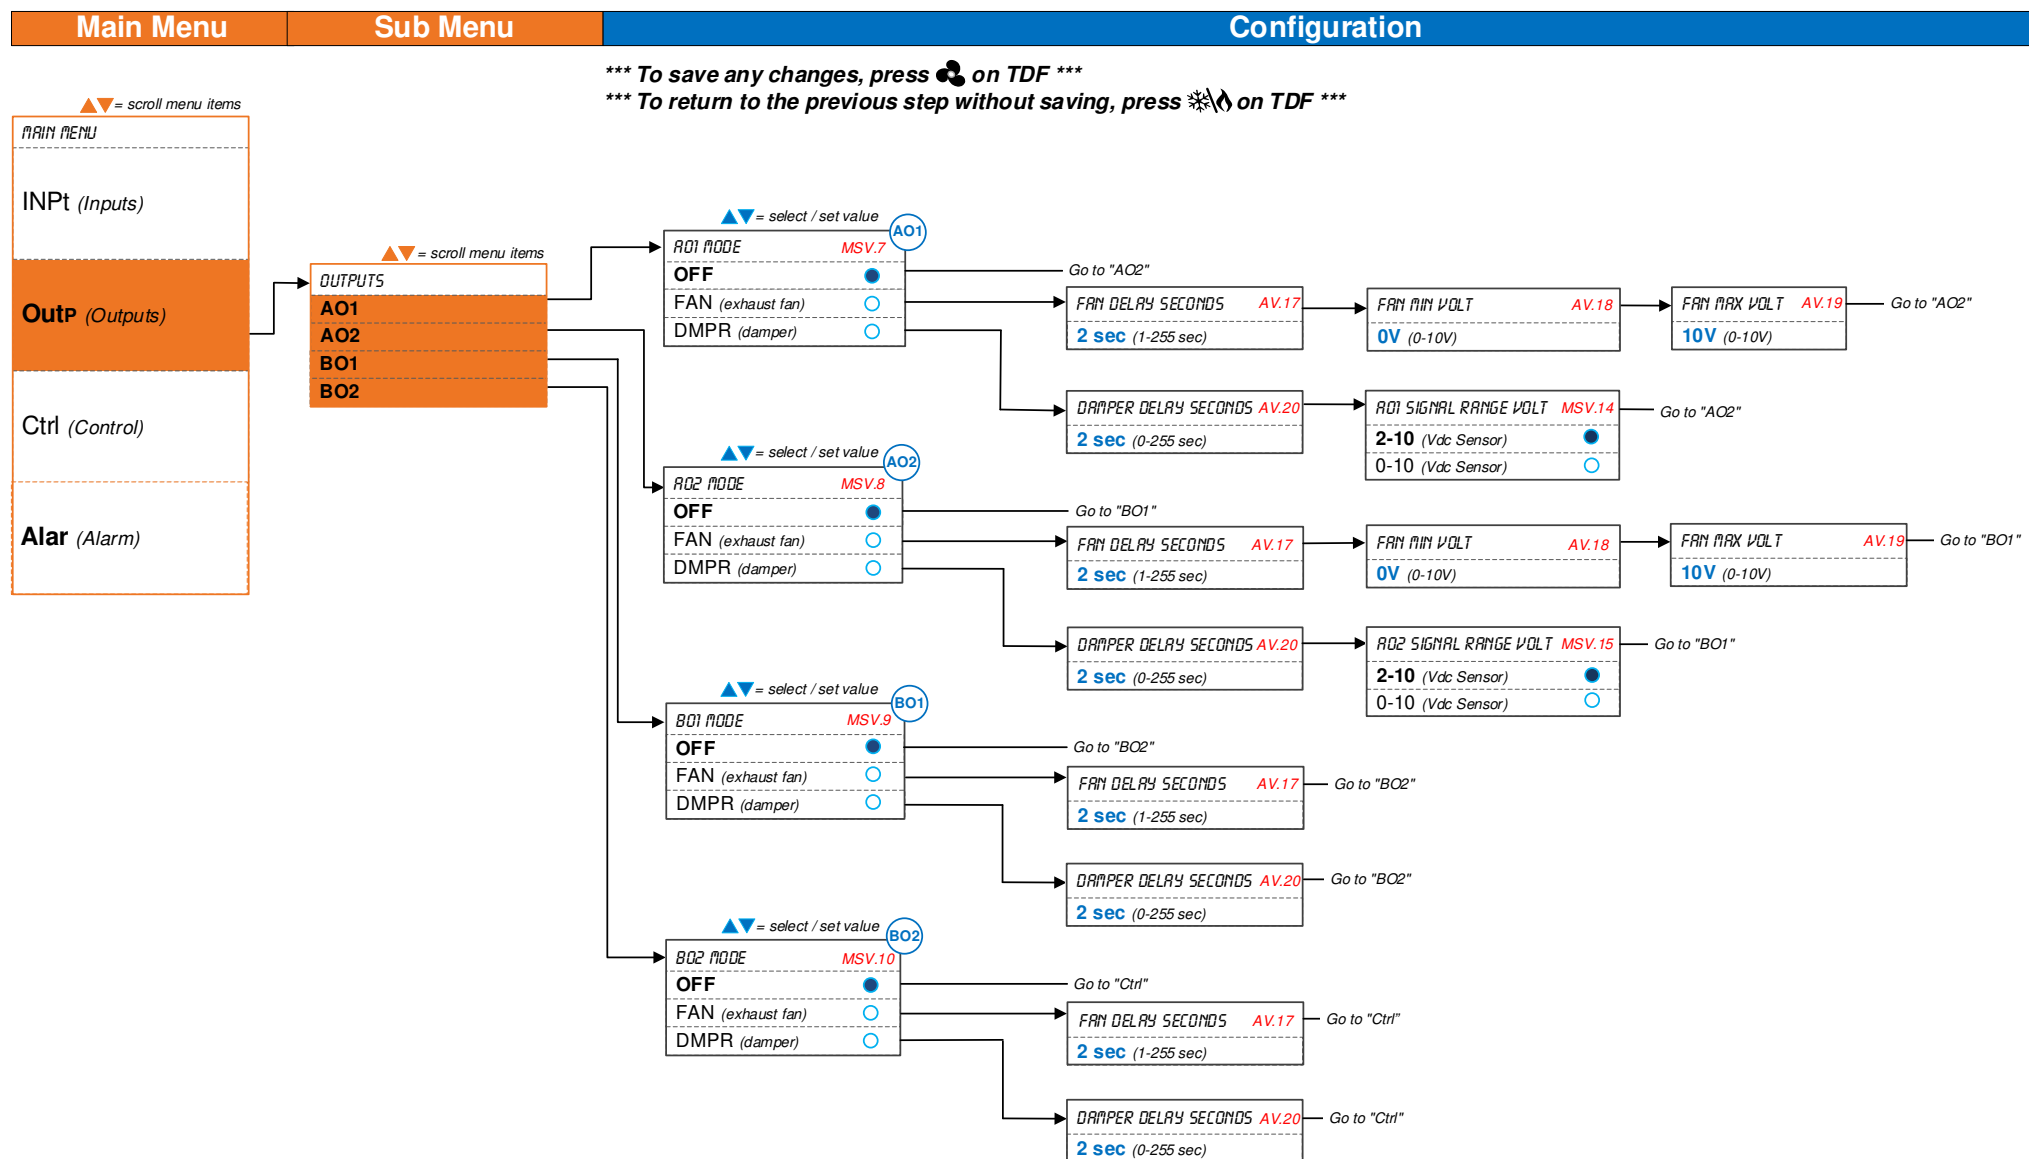 Main Menu
Sub Menu
Configuration
*** To save any changes, press on TDF ***
*** To return to the previous step without saving, press on TDF ***
= scroll menu items
MAIN MENU
INPt (Inputs)
OutP (Outputs)
Ctrl (Control)
Alar (Alarm)
= scroll menu items
OUTPUTS
AO1
AO2
BO1
BO2
= select / set value
AO1
AO1 MODE MSV.7
OFF
FAN (exhaust fan)
DMPR (damper)
Go to "AO2"
FAN DELAY SECONDS AV.17
2 sec (1-255 sec)
FAN MIN VOLT AV.18
0V (0-10V)
FAN MAX VOLT AV.19
10V (0-10V)
Go to "AO2"
DAMPER DELAY SECONDS AV.20
2 sec (0-255 sec)
AO1 SIGNAL RANGE VOLT MSV.14
2-10 (Vdc Sensor)
0-10 (Vdc Sensor)
Go to "AO2"
= select / set value
AO2
AO2 MODE MSV.8
OFF
FAN (exhaust fan)
DMPR (damper)
Go to "BO1"
FAN DELAY SECONDS AV.17
2 sec (1-255 sec)
FAN MIN VOLT AV.18
0V (0-10V)
FAN MAX VOLT AV.19
10V (0-10V)
Go to "BO1"
DAMPER DELAY SECONDS AV.20
2 sec (0-255 sec)
AO2 SIGNAL RANGE VOLT MSV.15
2-10 (Vdc Sensor)
0-10 (Vdc Sensor)
Go to "BO1"
= select / set value
BO1
BO1 MODE MSV.9
OFF
FAN (exhaust fan)
DMPR (damper)
Go to "BO2"
FAN DELAY SECONDS AV.17
2 sec (1-255 sec)
Go to "BO2"
DAMPER DELAY SECONDS AV.20
2 sec (0-255 sec)
Go to "BO2"
= select / set value
BO2
BO2 MODE MSV.10
OFF
FAN (exhaust fan)
DMPR (damper)
Go to "Ctrl"
FAN DELAY SECONDS AV.17
2 sec (1-255 sec)
Go to "Ctrl"
DAMPER DELAY SECONDS AV.20
2 sec (0-255 sec)
Go to "Ctrl"